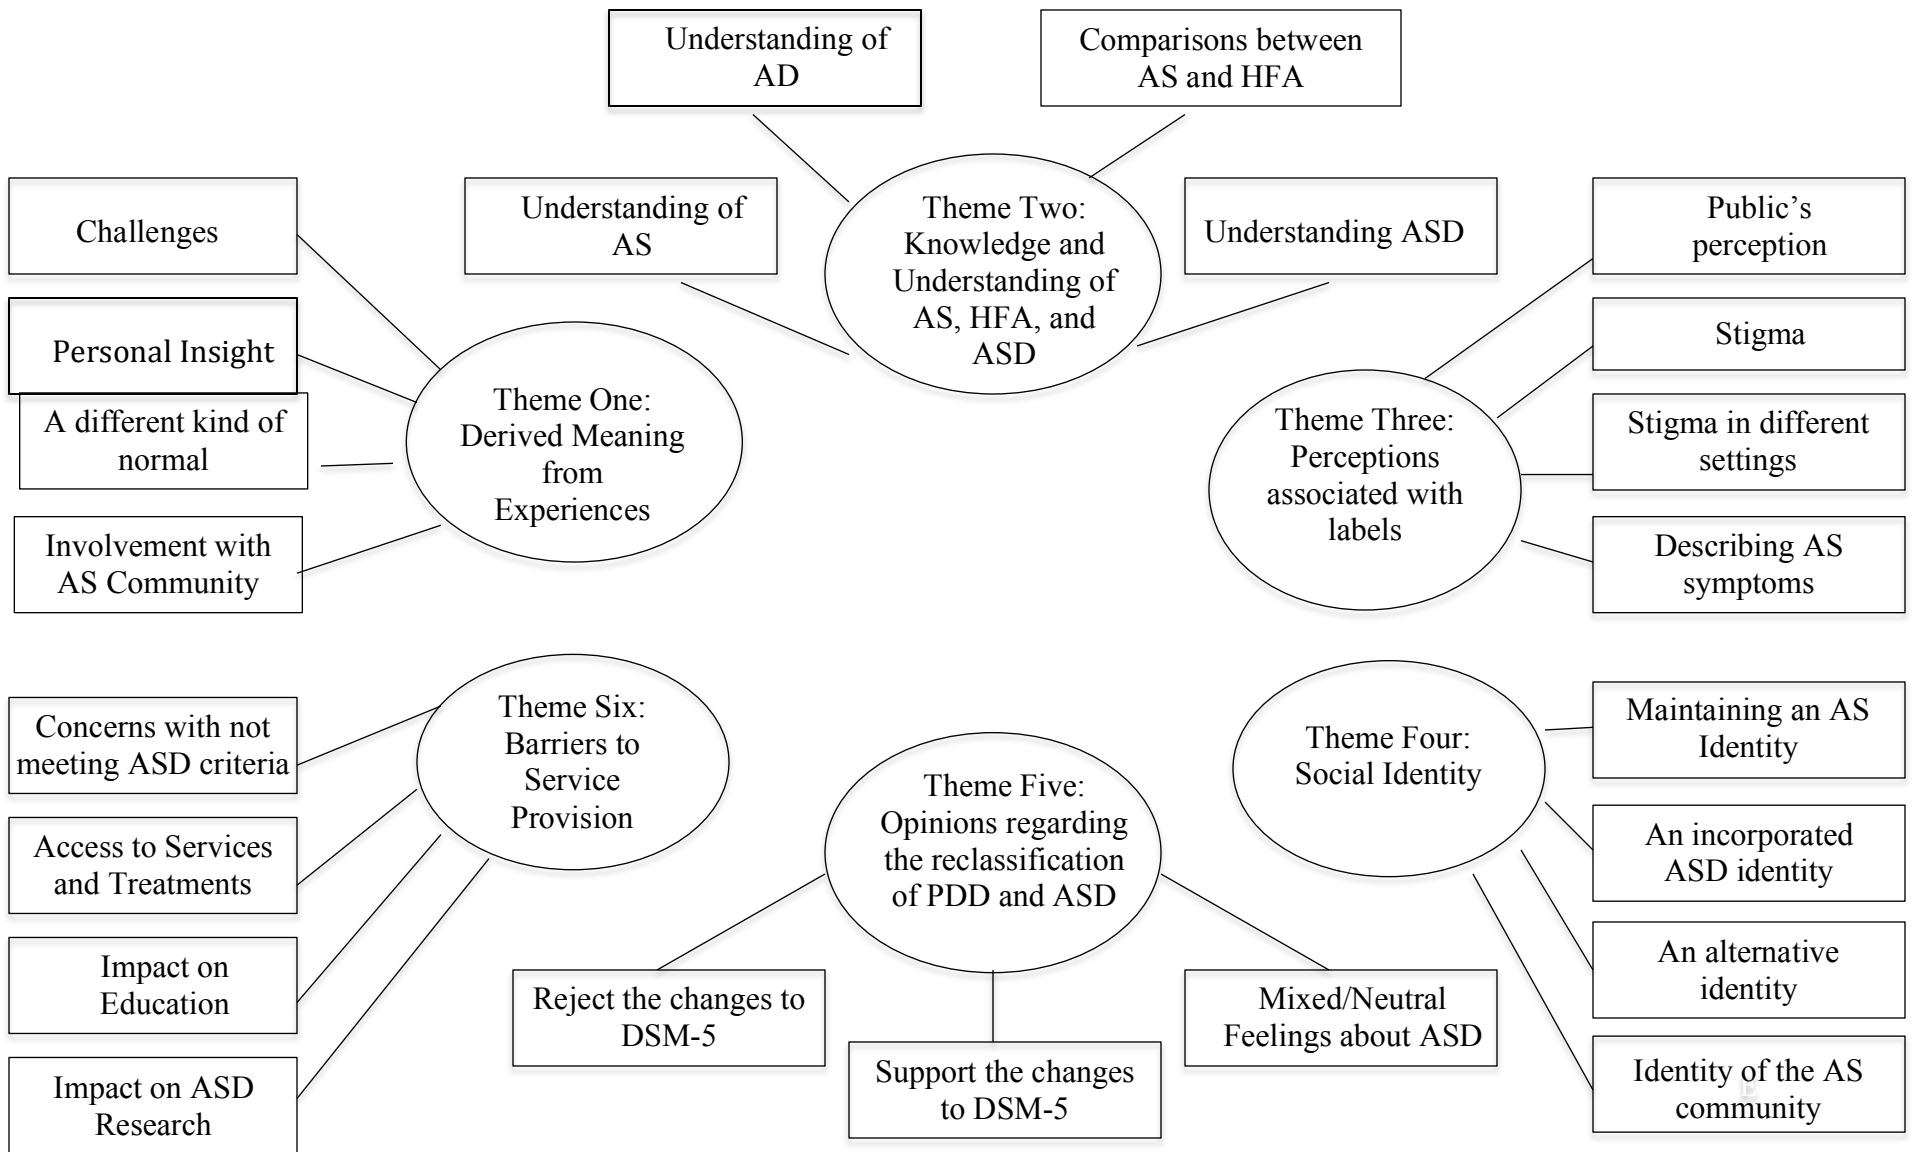 Understanding of
AD
Comparisons between
AS and HFA
Understanding of
AS
Theme Two:
Knowledge and
Understanding of
AS, HFA, and
ASD
Understanding ASD
Challenges
Personal Insight
A different kind of
normal
Involvement with
AS Community
Theme One:
Derived Meaning
from
Experiences
Theme Three:
Perceptions
associated with
labels
Public’s
perception
Stigma
Stigma in different
settings
Describing AS
symptoms
Concerns with not
meeting ASD criteria
Access to Services
and Treatments
Impact on
Education
Impact on ASD
Research
Theme Six:
Barriers to
Service
Provision
Theme Five:
Opinions regarding
the reclassification
of PDD and ASD
Reject the changes to
DSM-5
Support the changes
to DSM-5
Mixed/Neutral
Feelings about ASD
Theme Four:
Social Identity
Maintaining an AS
Identity
An incorporated
ASD identity
An alternative
identity
Identity of the AS
community